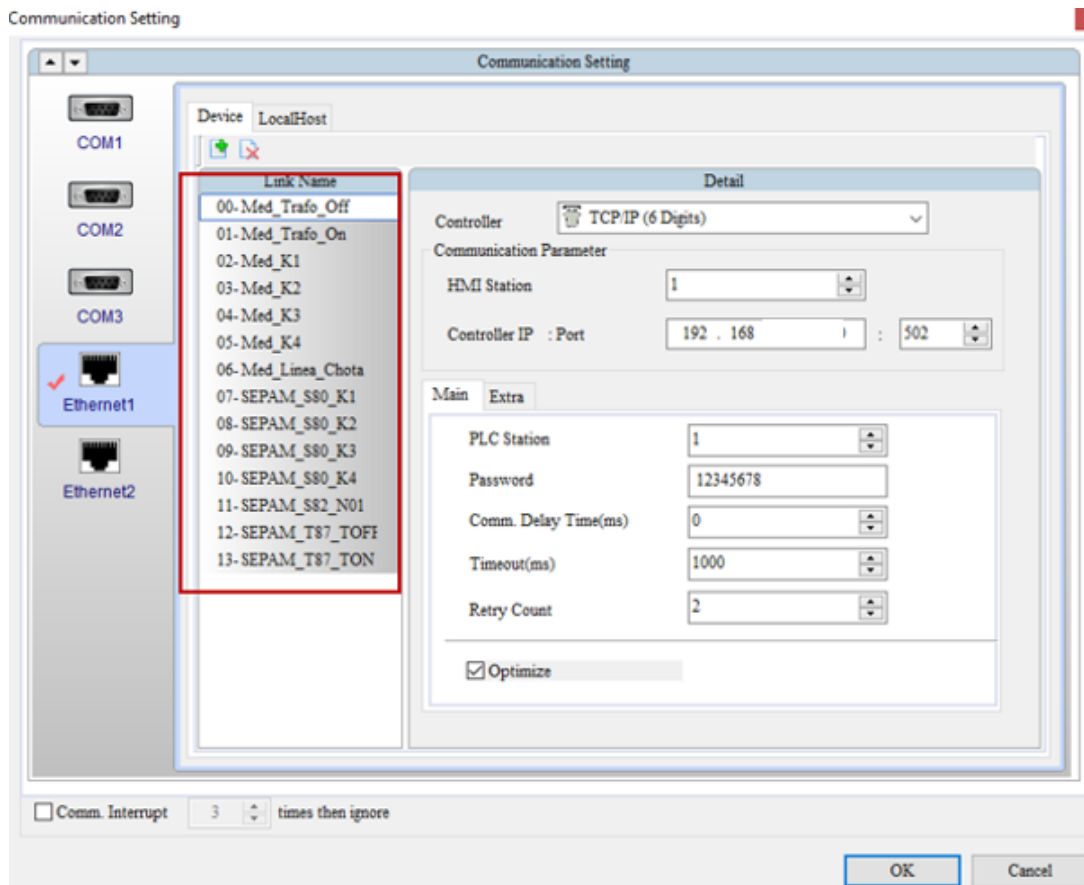 Communication Setting
Communication Setting
COM1
COM2
COM3
Ethernet1
Ethernet2
Device LocalHost
Link Name
00- Med_Trafo_Off
01- Med_Trafo_On
02- Med_K1
03- Med_K2
04- Med_K3
05- Med_K4
06- Med_Linea_Chota
07- SEPAM_S80_K1
08- SEPAM_S80_K2
09- SEPAM_S80_K3
10- SEPAM_S80_K4
11- SEPAM_S82_N01
12- SEPAM_T87_TOFF
13- SEPAM_T87_TON
Detail
Controller TCP/IP (6 Digits)
Communication Parameter
HMI Station 1
Controller IP : Port 192 . 168 : 502
Main Extra
PLC Station 1
Password 12345678
Comm. Delay Time(ms) 0
Timeout(ms) 1000
Retry Count 2
Optimize
Comm. Interrupt 3 times then ignore
OK Cancel